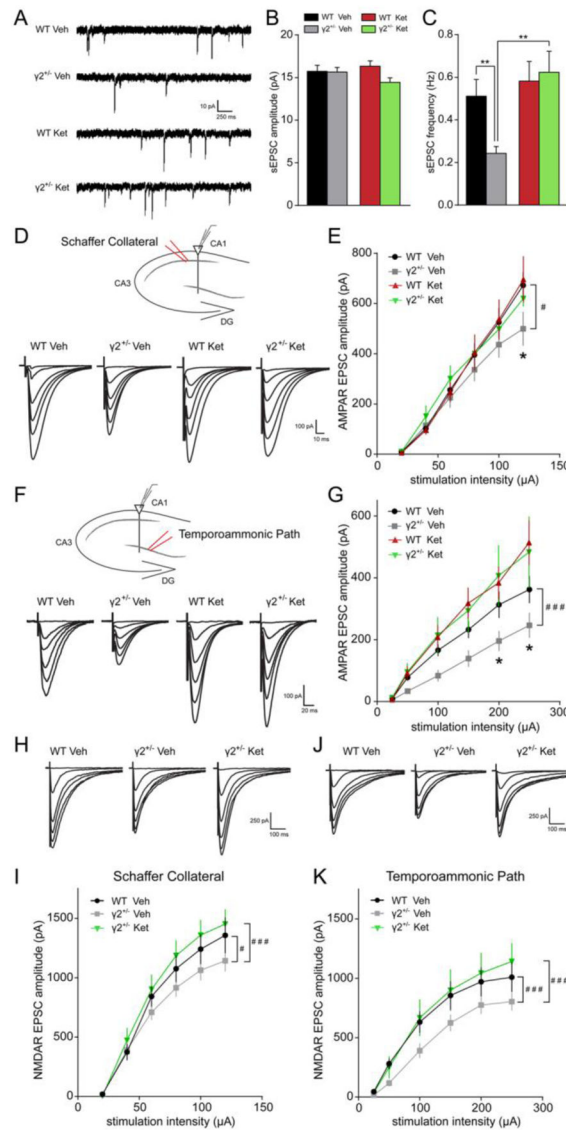 A
WT Veh
γ2+/- Veh
10 pA
250 ms
WT Ket
γ2+/- Ket
B
WT Veh
WT Ket
γ2+/- Veh
γ2+/- Ket
sEPSC amplitude (pA)
20
15
10
5
0
C
sEPSC frequency (Hz)
0.8
0.6
0.4
0.2
0.0
**
**
D
Schaffer Collateral
CA1
CA3
DG
WT Veh
γ2+/- Veh
WT Ket
γ2+/- Ket
100 pA
10 ms
E
WT Veh
γ2+/- Veh
WT Ket
γ2+/- Ket
AMPAR EPSC amplitude (pA)
800
600
400
200
0
#
*
0 50 100 150
stimulation intensity (μA)
F
CA1
CA3
Temporoammonic Path
DG
WT Veh
γ2+/- Veh
WT Ket
γ2+/- Ket
100 pA
20 ms
G
WT Veh
γ2+/- Veh
WT Ket
γ2+/- Ket
AMPAR EPSC amplitude (pA)
600
400
200
0
###
* *
0 100 200 300
stimulation intensity (μA)
H
WT Veh
γ2+/- Veh
γ2+/- Ket
250 pA
100 ms
J
WT Veh
γ2+/- Veh
γ2+/- Ket
250 pA
100 ms
I
Schaffer Collateral
WT Veh
γ2+/- Veh
γ2+/- Ket
NMDAR EPSC amplitude (pA)
1500
1000
500
0
#
###
0 50 100 150
stimulation intensity (μA)
K
Temporoammonic Path
WT Veh
γ2+/- Veh
γ2+/- Ket
NMDAR EPSC amplitude (pA)
1500
1000
500
0
###
###
0 100 200 300
stimulation intensity (μA)